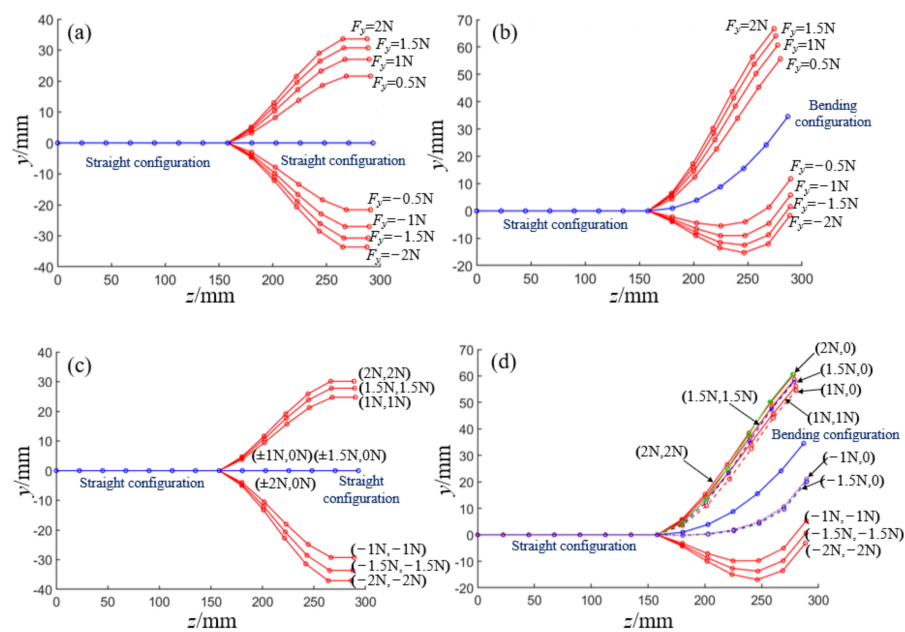 (a)
40
30
20
10
0
-10
-20
-30
-40
y/mm
0
50
100
150
200
250
300
z/mm
Fy=2N
Fy=1.5N
Fy=1N
Fy=0.5N
Straight configuration
Straight configuration
Fy=−0.5N
Fy=−1N
Fy=−1.5N
Fy=−2N
(b)
70
60
50
40
30
20
10
0
-10
-20
y/mm
0
50
100
150
200
250
300
z/mm
Fy=2N
Fy=1.5N
Fy=1N
Fy=0.5N
Bending
configuration
Straight configuration
Fy=−0.5N
Fy=−1N
Fy=−1.5N
Fy=−2N
(c)
40
30
20
10
0
-10
-20
-30
-40
y/mm
0
50
100
150
200
250
300
z/mm
(2N,2N)
(1.5N,1.5N)
(1N,1N)
(±1N,0N)
(±1.5N,0N)
(±2N,0N)
Straight configuration
Straight
configuration
(−1N,−1N)
(−1.5N,−1.5N)
(−2N,−2N)
(d)
70
60
50
40
30
20
10
0
-10
-20
y/mm
0
50
100
150
200
250
300
z/mm
(2N,0)
(1.5N,0)
(1N,0)
(1.5N,1.5N)
(1N,1N)
(2N,2N)
Bending configuration
(−1N,0)
(−1.5N,0)
Straight configuration
(−1N,−1N)
(−1.5N,−1.5N)
(−2N,−2N)